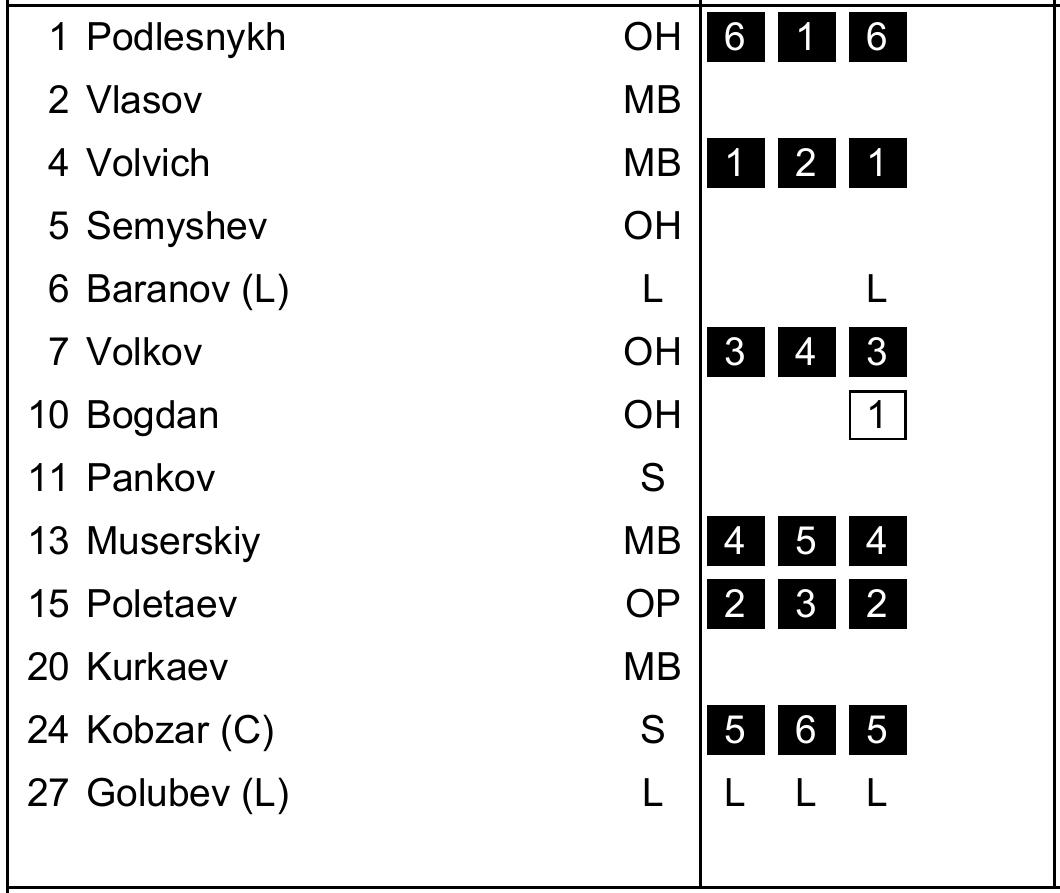 1 Podlesnykh OH 6 1 6
2 Vlasov MB
4 Volvich MB 1 2 1
5 Semyshev OH
6 Baranov (L) L L
7 Volkov OH 3 4 3
10 Bogdan OH 1
11 Pankov S
13 Muserskiy MB 4 5 4
15 Poletaev OP 2 3 2
20 Kurkaev MB
24 Kobzar (C) S 5 6 5
27 Golubev (L) L L L L